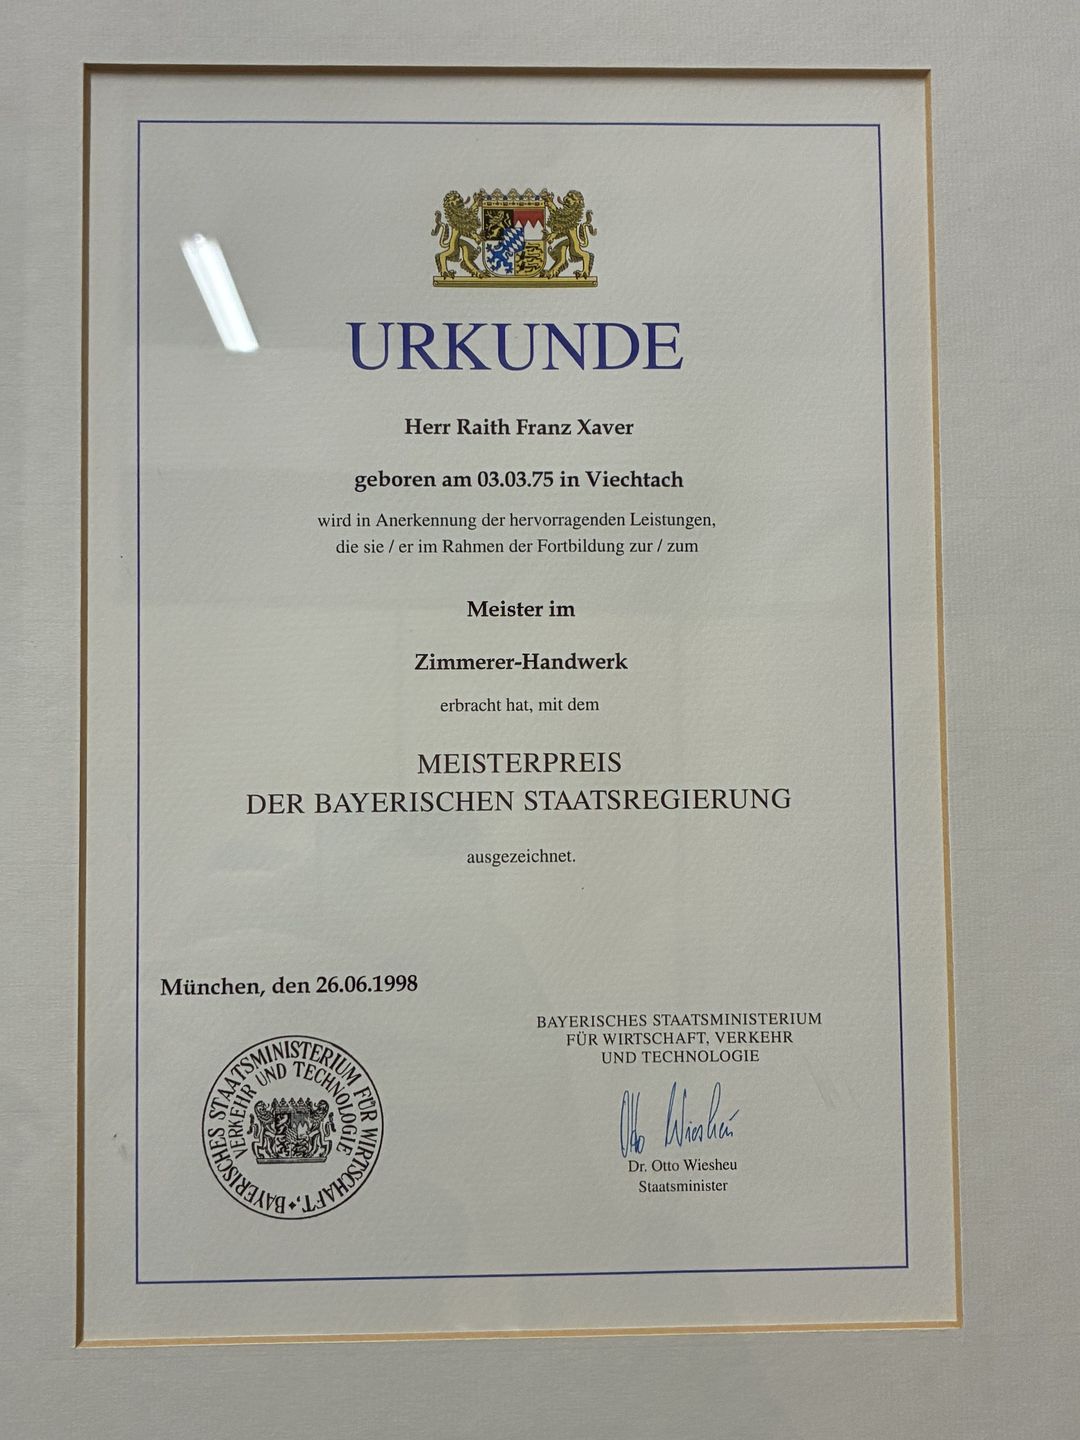 URKUNDE
Herr Raith Franz Xaver
geboren am 03.03.75 in Viechtach
wird in Anerkennung der hervorragenden Leistungen,
die sie / er im Rahmen der Fortbildung zur / zum
Meister im
Zimmerer-Handwerk
erbracht hat, mit dem
MEISTERPREIS
DER BAYERISCHEN STAATSREGIERUNG
ausgezeichnet.
München, den 26.06.1998
BAYERISCHES STAATSMINISTERIUM
FÜR WIRTSCHAFT, VERKEHR
UND TECHNOLOGIE
BAYERISCHES STAATSMINISTERIUM FÜR WIRTSCHAFT,
VERKEHR UND TECHNOLOGIE
Otto Wiesheu
Dr. Otto Wiesheu
Staatsminister